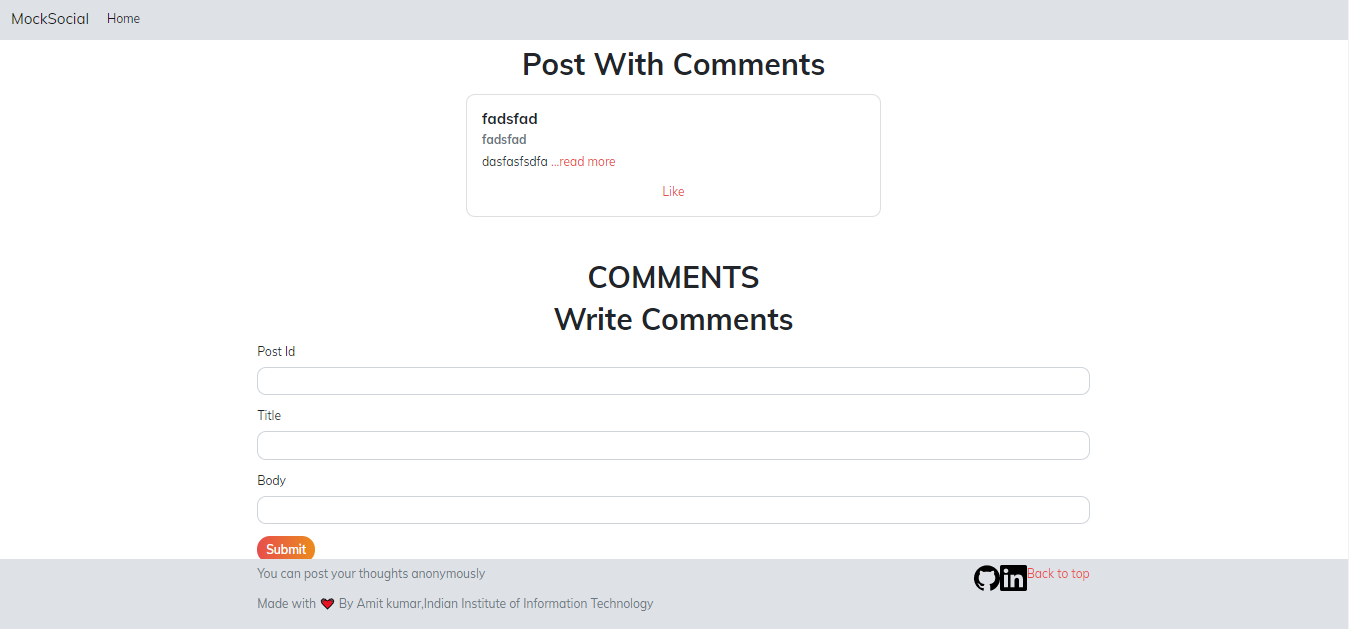 MockSocial Home
Post With Comments
fadsfad
fadsfad
dasfasfsdfa ...read more
Like
COMMENTS
Write Comments
Post Id
Title
Body
Submit
You can post your thoughts anonymously
in
Back to top
Made with ❤ By Amit kumar,Indian Institute of Information Technology